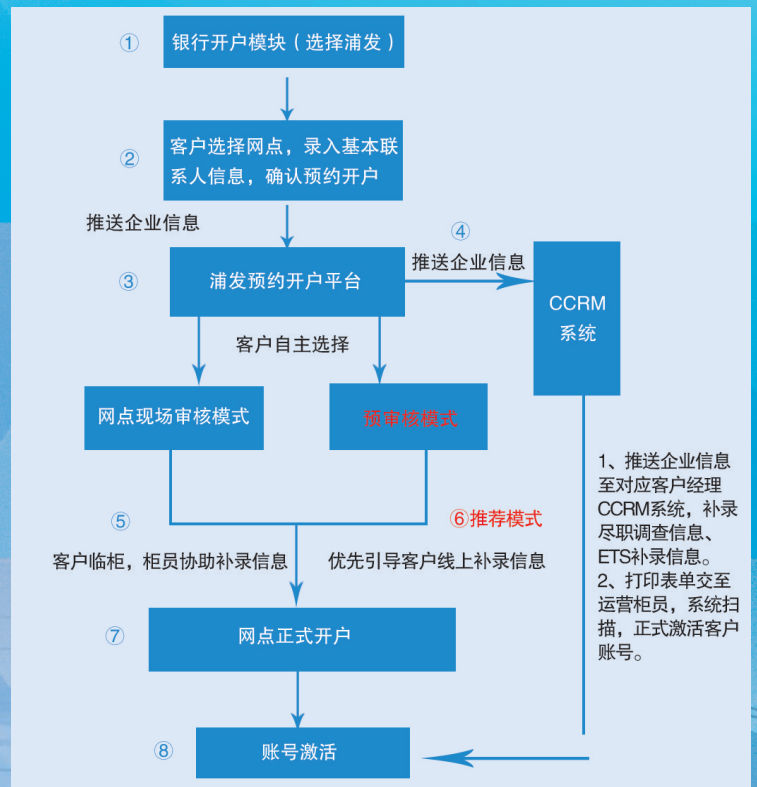 ①
银行开户模块（选择浦发）
②
客户选择网点，录入基本联
系人信息，确认预约开户
推送企业信息
③
浦发预约开户平台
④
推送企业信息
CCRM
系统
客户自主选择
网点现场审核模式
预审核模式
⑤
⑥推荐模式
客户临柜，柜员协助补录信息
优先引导客户线上补录信息
1、推送企业信息
至对应客户经理
CCRM系统，补录
尽职调查信息、
ETS补录信息。
2、打印表单交至
运营柜员，系统扫
描，正式激活客户
账号。
⑦
网点正式开户
⑧
账号激活